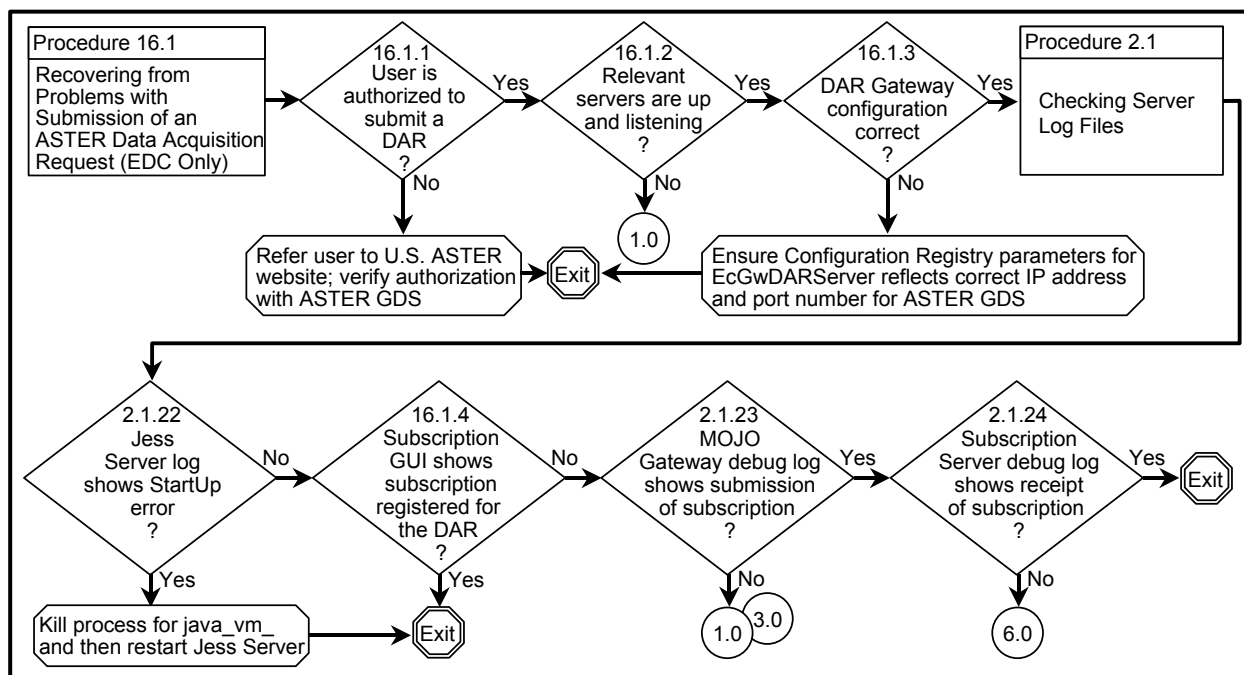 Procedure 16.1
Recovering from
Problems with
Submission of an
ASTER Data Acquisition
Request (EDC Only)
16.1.1
User is
authorized to
submit a
DAR
?
Yes
No
16.1.2
Relevant
servers are up
and listening
?
Yes
No
1.0
16.1.3
DAR Gateway
configuration
correct
?
Yes
No
Procedure 2.1
Checking Server
Log Files
Refer user to U.S. ASTER
website; verify authorization
with ASTER GDS
Exit
Ensure Configuration Registry parameters for
EcGwDARServer reflects correct IP address
and port number for ASTER GDS
2.1.22
Jess
Server log
shows StartUp
error
?
No
Yes
Kill process for java_vm_
and then restart Jess Server
16.1.4
Subscription
GUI shows
subscription
registered for
the DAR
?
No
Yes
Exit
2.1.23
MOJO
Gateway debug log
shows submission
of subscription
?
Yes
No
1.0
3.0
2.1.24
Subscription
Server debug log
shows receipt
of subscription
?
Yes
No
6.0
Exit